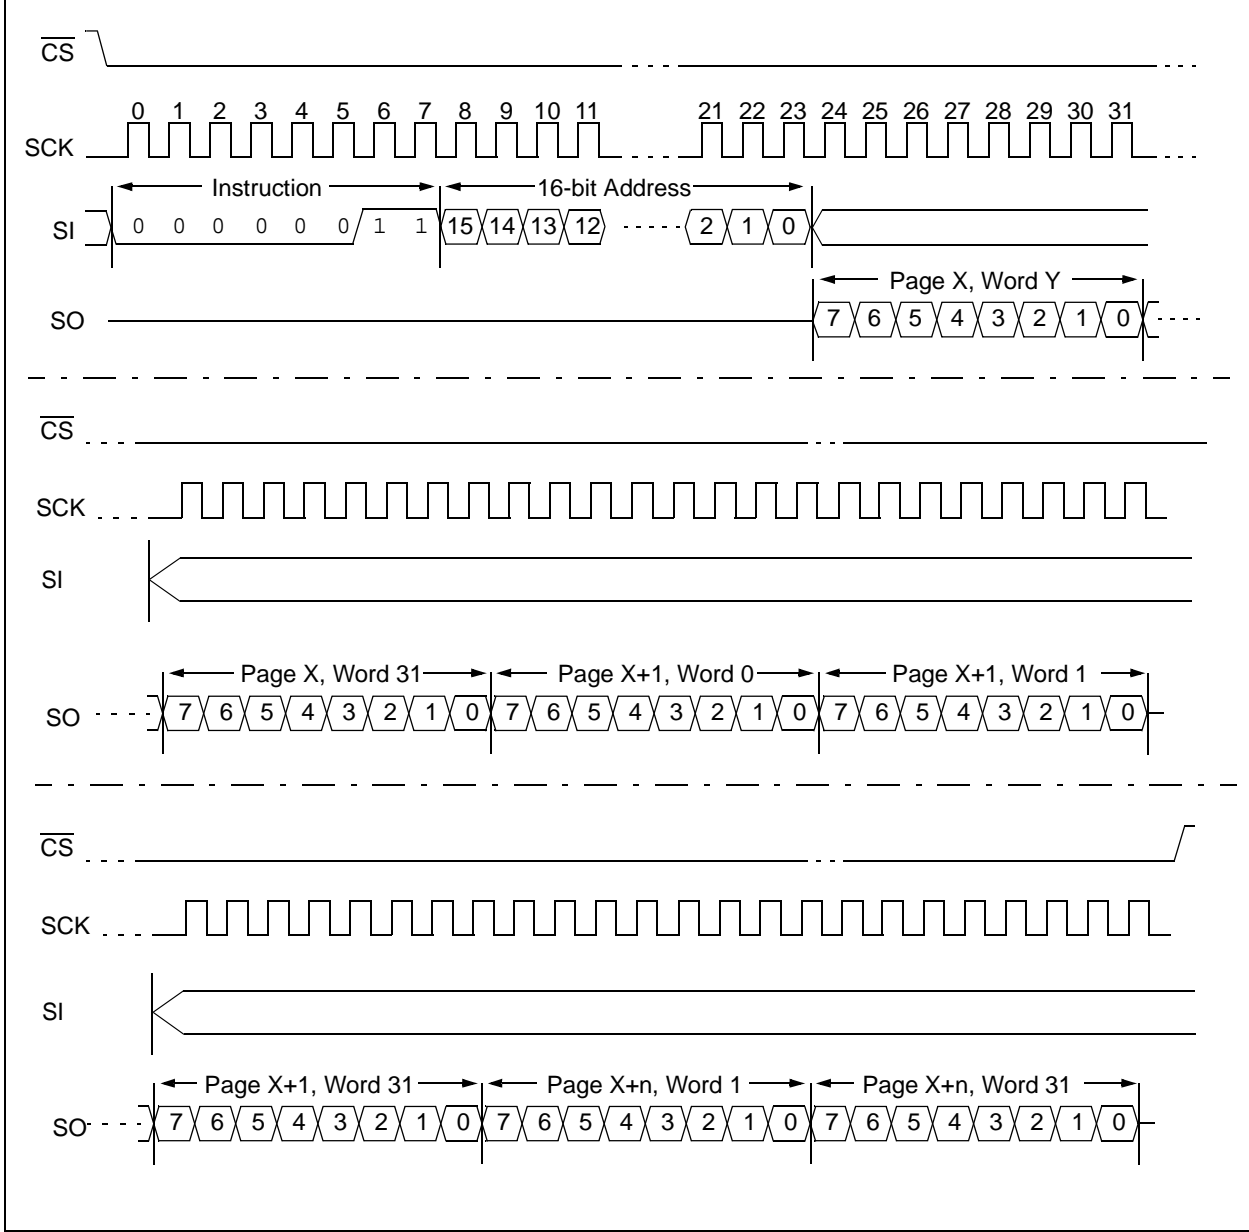 CS
0 1 2 3 4 5 6 7 8 9 10 11 21 22 23 24 25 26 27 28 29 30 31
SCK
Instruction 16-bit Address
SI 0 0 0 0 0 0 1 1 15 14 13 12 2 1 0
Page X, Word Y
SO 7 6 5 4 3 2 1 0
CS
SCK
SI
Page X, Word 31 Page X+1, Word 0 Page X+1, Word 1
SO 7 6 5 4 3 2 1 0 7 6 5 4 3 2 1 0 7 6 5 4 3 2 1 0
CS
SCK
SI
Page X+1, Word 31 Page X+n, Word 1 Page X+n, Word 31
SO 7 6 5 4 3 2 1 0 7 6 5 4 3 2 1 0 7 6 5 4 3 2 1 0